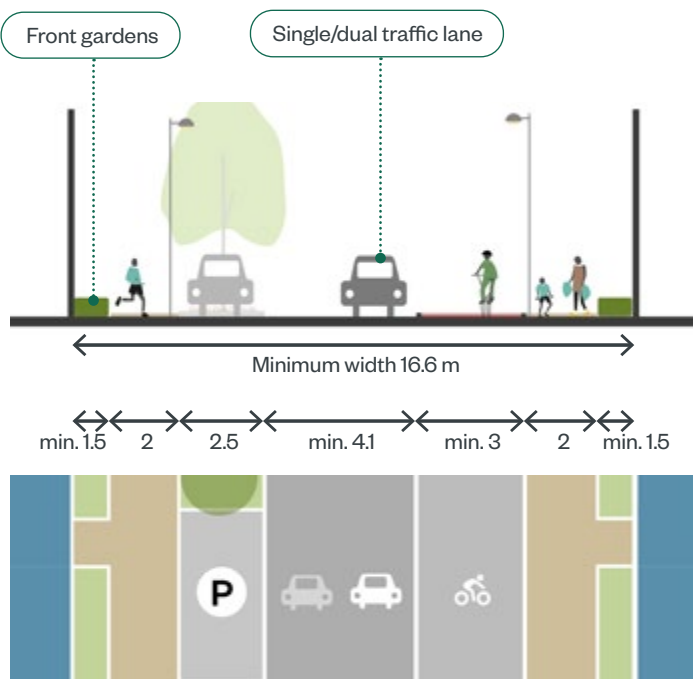 Front gardens
Single/dual traffic lane
Minimum width 16.6 m
min. 1.5 2 2.5 min. 4.1 min. 3 2 min. 1.5
P